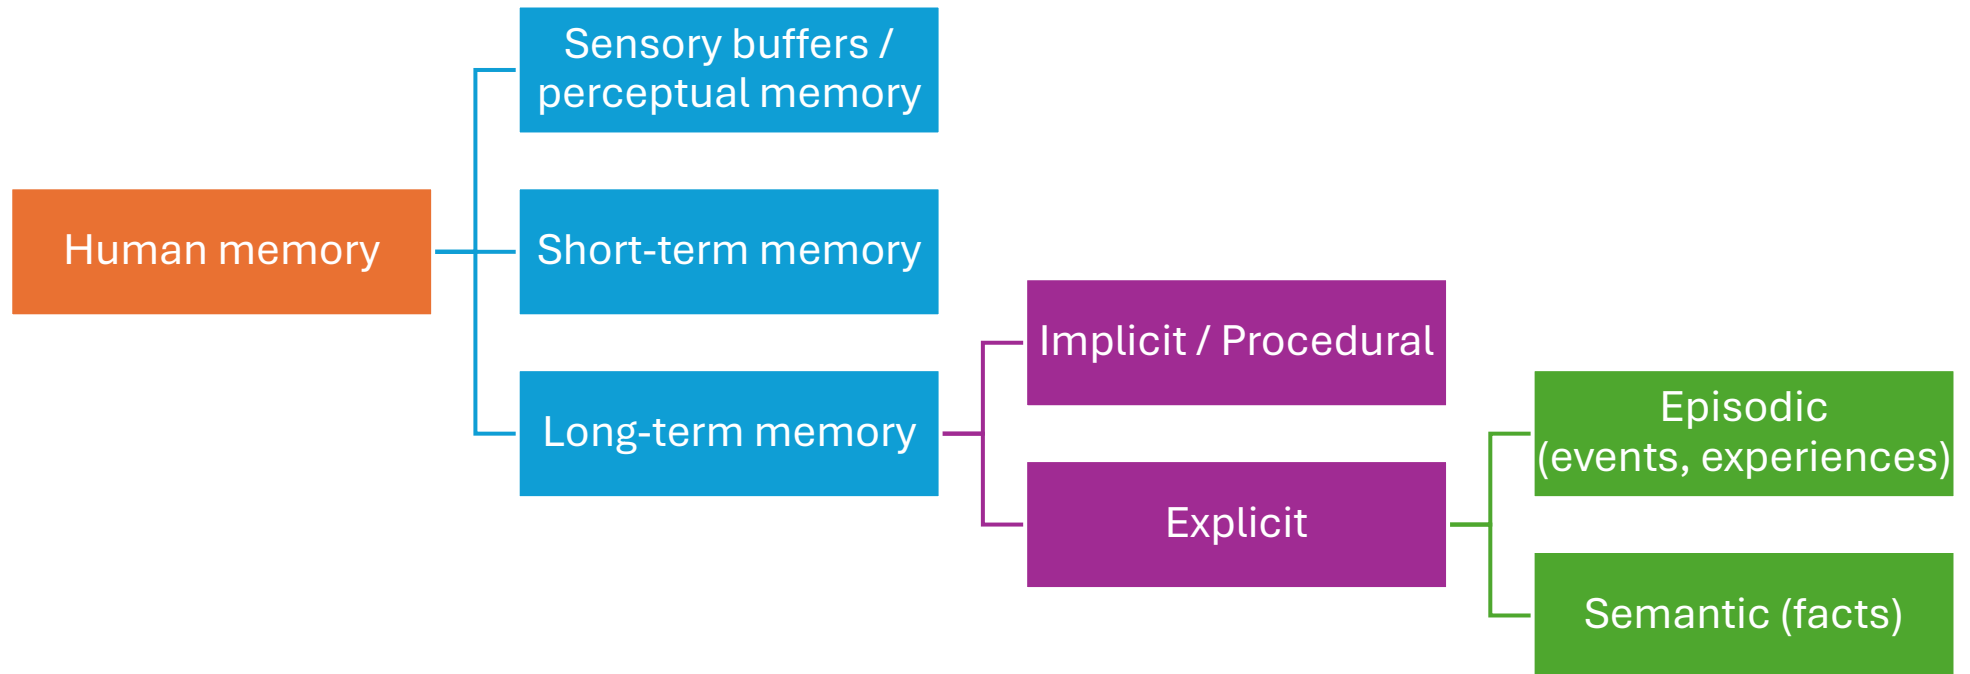 Sensory buffers /
perceptual memory
Human memory
Short-term memory
Long-term memory
Implicit / Procedural
Explicit
Episodic
(events, experiences)
Semantic (facts)